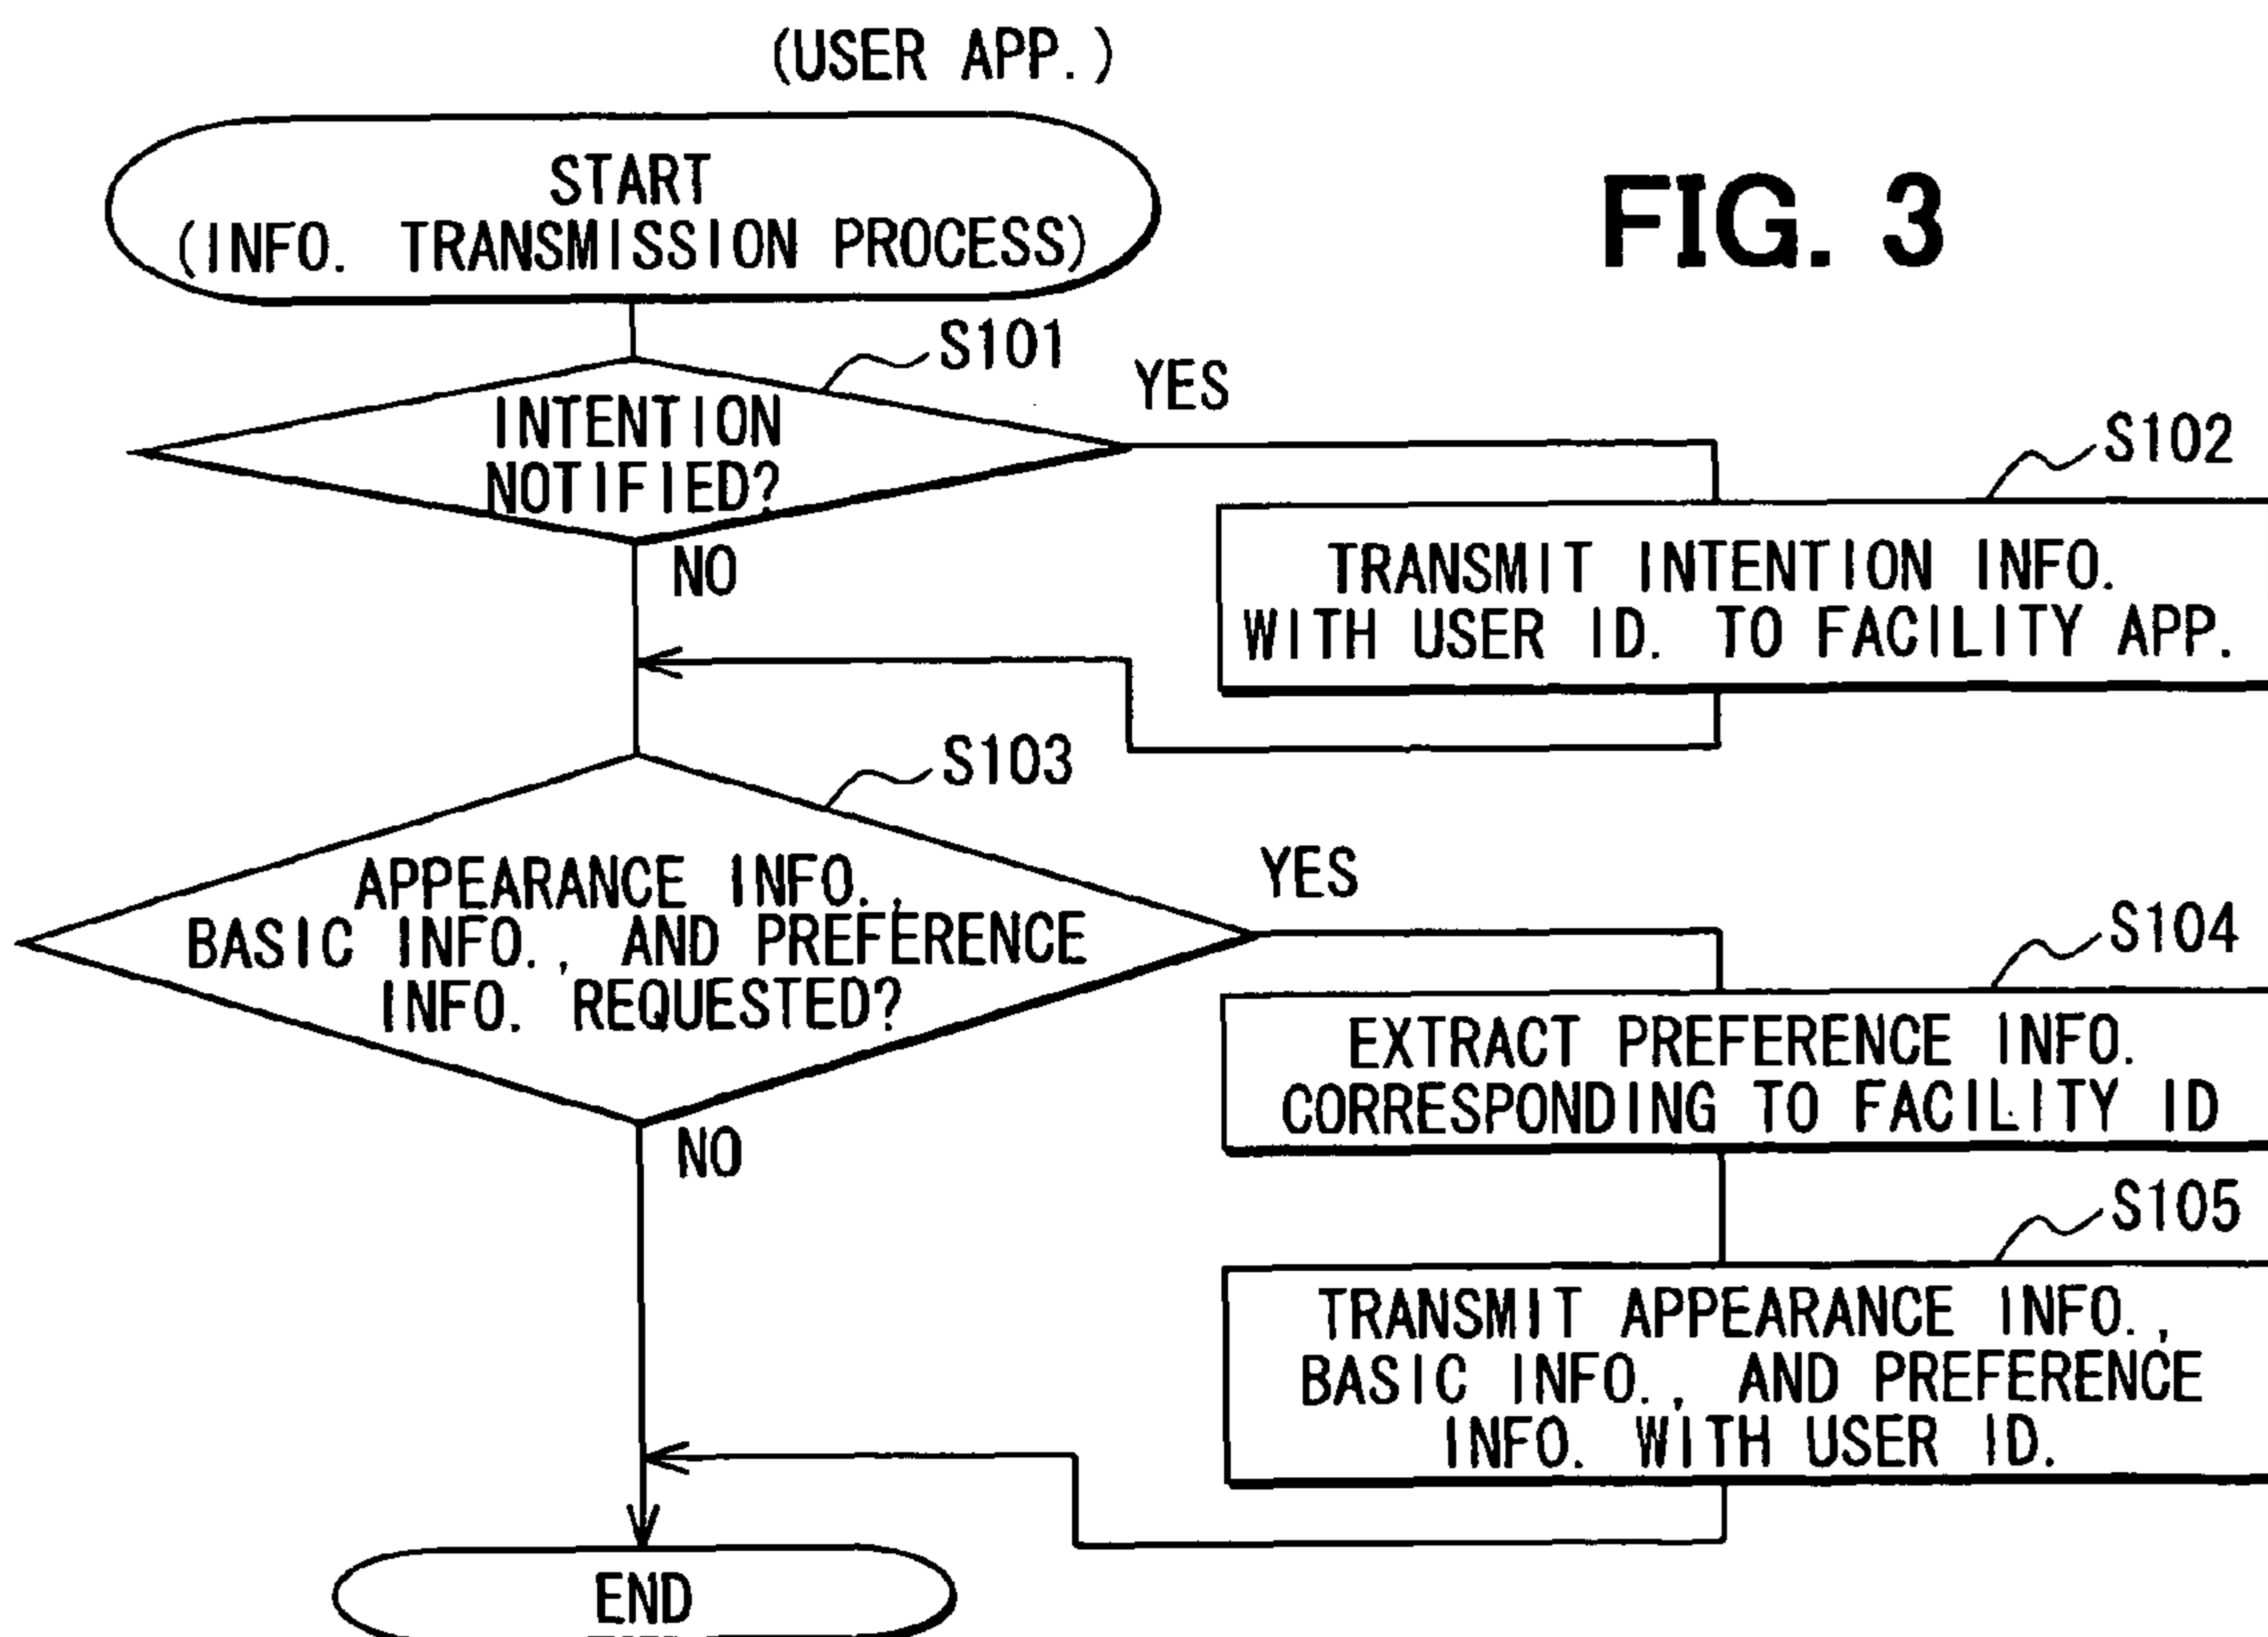 (USER APP.)
FIG. 3
START
(INFO. TRANSMISSION PROCESS)
S101
INTENTION
NOTIFIED?
YES
NO
S102
TRANSMIT INTENTION INFO.
WITH USER ID. TO FACILITY APP.
S103
APPEARANCE INFO.,
BASIC INFO., AND PREFERENCE
INFO. REQUESTED?
YES
NO
S104
EXTRACT PREFERENCE INFO.
CORRESPONDING TO FACILITY ID
S105
TRANSMIT APPEARANCE INFO.,
BASIC INFO., AND PREFERENCE
INFO. WITH USER ID.
END